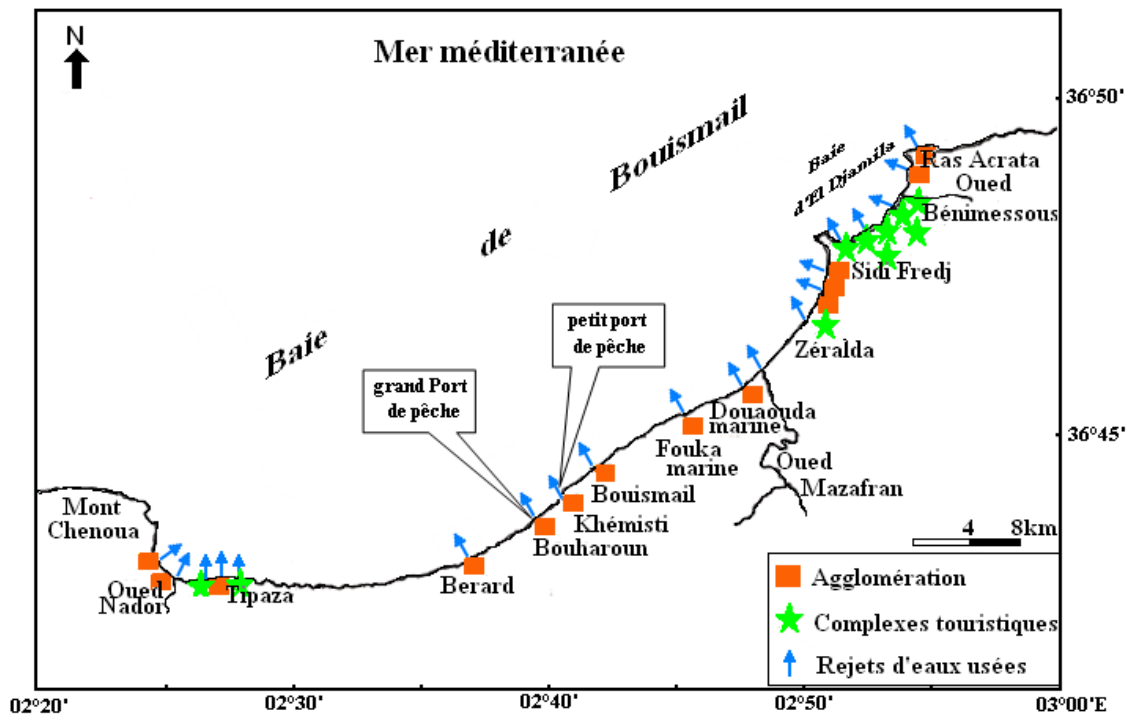 N
Mer méditerranée
Baie de Bouismail
Baie
d'El Djamila
36°50'
Ras Acrata
Oued
Bénimessous
Sidi Fredj
Zéralda
petit port
de pêche
grand Port
de pêche
Douaouda
marine
Fouka
marine
36°45'
Oued
Mazafran
Bouismail
Khémisti
Bouharoun
Berard
Mont
Chenoua
Oued
Nador
Tipaza
4 8km
Agglomération
Complexes touristiques
Rejets d'eaux usées
02°20' 02°30' 02°40' 02°50' 03°00'E